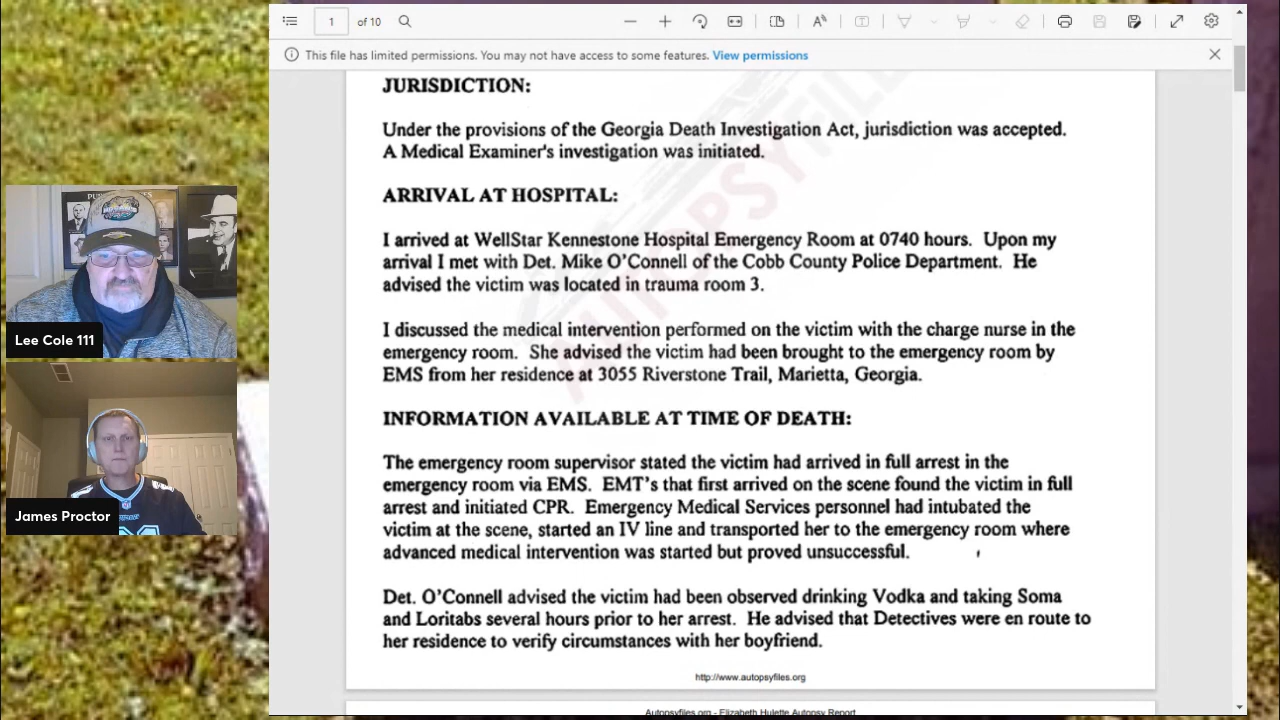 1 of 10
This file has limited permissions. You may not have access to some features. View permissions
JURISDICTION:
Under the provisions of the Georgia Death Investigation Act, jurisdiction was accepted.
A Medical Examiner's investigation was initiated.
ARRIVAL AT HOSPITAL:
I arrived at WellStar Kennestone Hospital Emergency Room at 0740 hours. Upon my
arrival I met with Det. Mike O'Connell of the Cobb County Police Department. He
advised the victim was located in trauma room 3.
I discussed the medical intervention performed on the victim with the charge nurse in the
emergency room. She advised the victim had been brought to the emergency room by
EMS from her residence at 3055 Riverstone Trail, Marietta, Georgia.
INFORMATION AVAILABLE AT TIME OF DEATH:
The emergency room supervisor stated the victim had arrived in full arrest in the
emergency room via EMS. EMT's that first arrived on the scene found the victim in full
arrest and initiated CPR. Emergency Medical Services personnel had intubated the
victim at the scene, started an IV line and transported her to the emergency room where
advanced medical intervention was started but proved unsuccessful.
Det. O'Connell advised the victim had been observed drinking Vodka and taking Soma
and Loritabs several hours prior to her arrest. He advised that Detectives were en route to
her residence to verify circumstances with her boyfriend.
http://www.autopsyfiles.org
Autopsyfiles.org - Elizabeth Hulette Autopsy Report
AUTOPSYFILES
Lee Cole 111
James Proctor